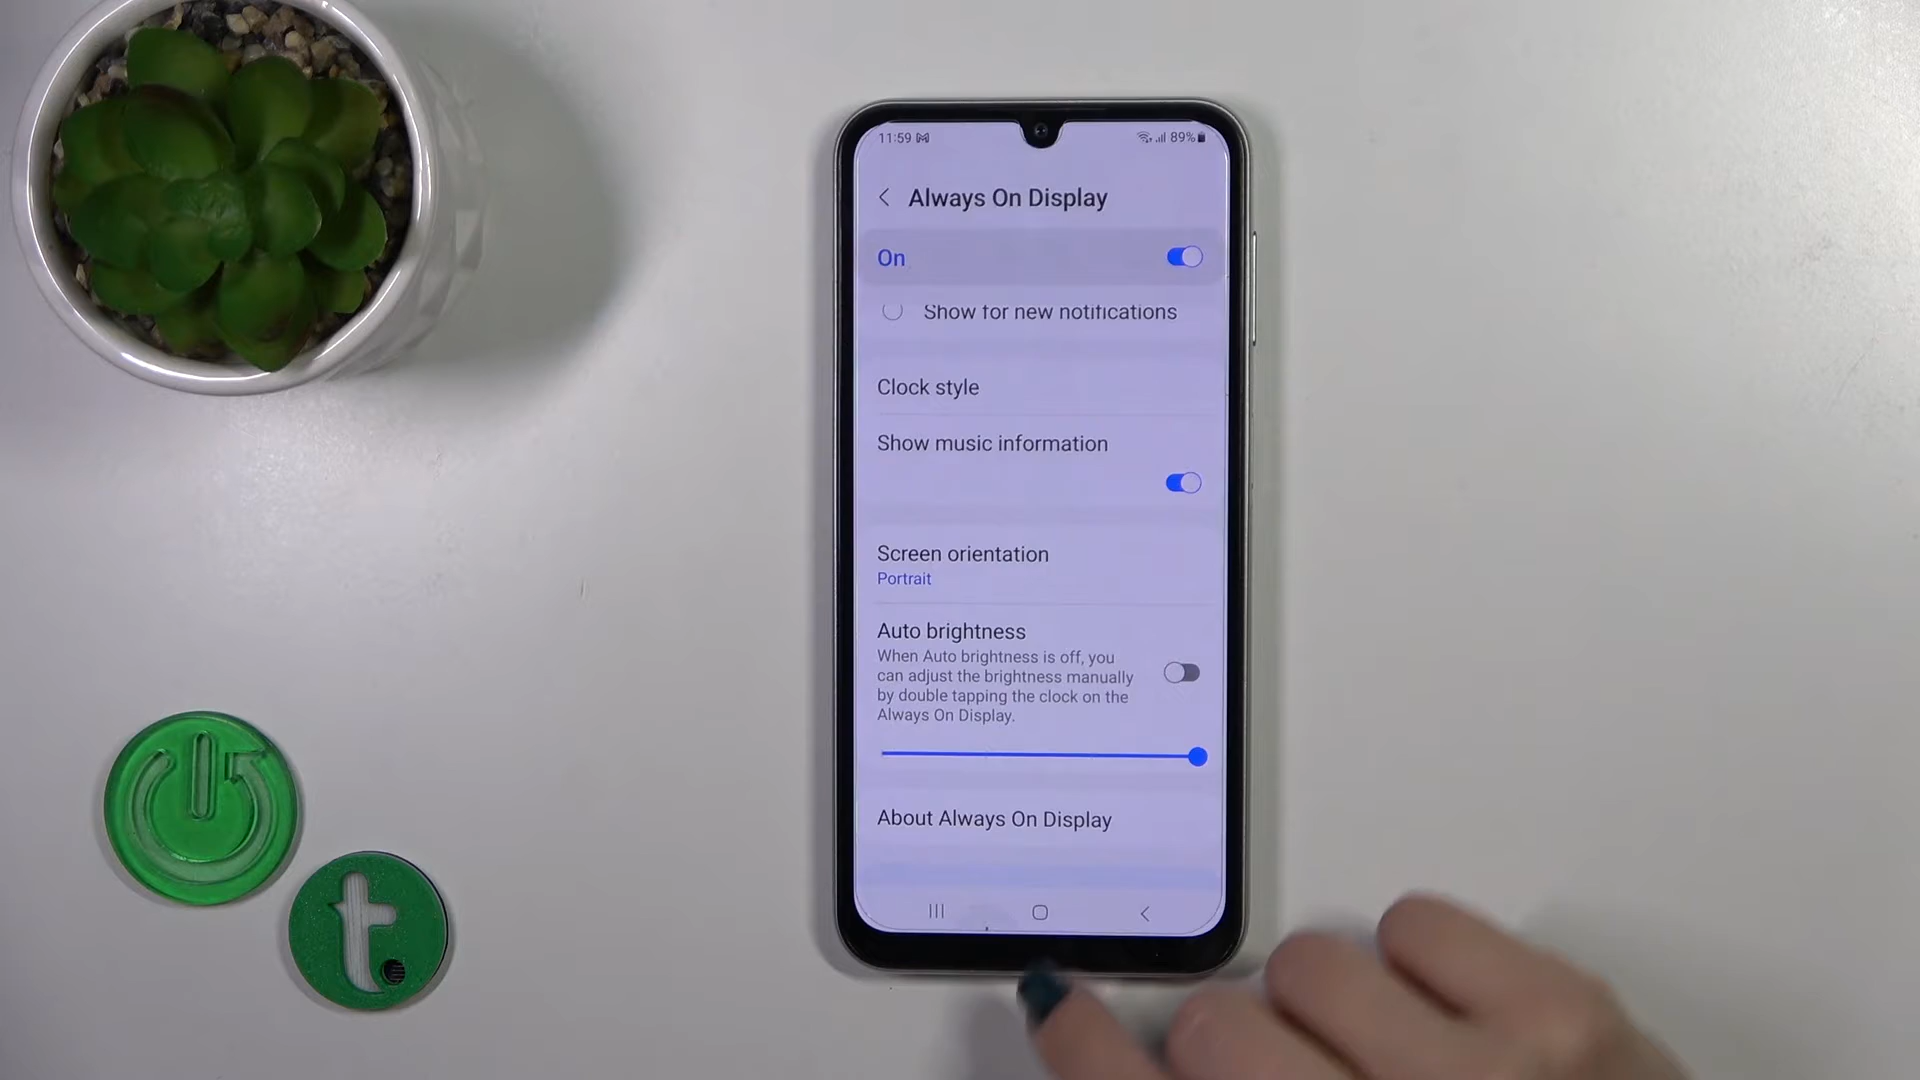 11:59
89%
Always On Display
On
Show for new notifications
Clock style
Show music information
Screen orientation
Portrait
Auto brightness
When Auto brightness is off, you
can adjust the brightness manually
by double tapping the clock on the
Always On Display.
About Always On Display
t.